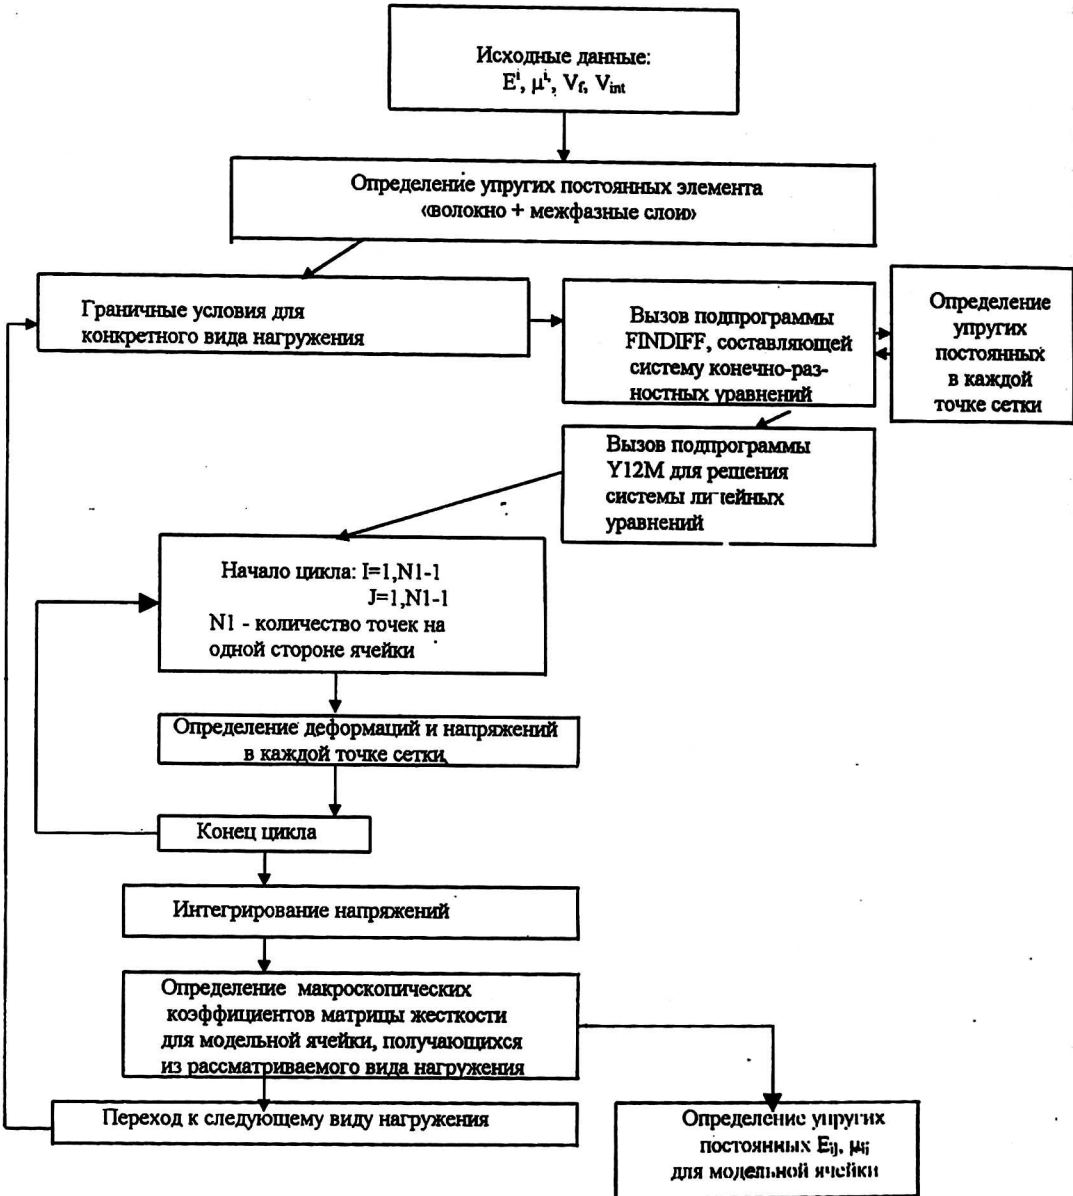 Исходные данные:
Eⁱ, μⁱ, V_f, V_int
Определение упругих постоянных элемента
«волокно + межфазные слои»
Граничные условия для
конкретного вида нагружения
Вызов подпрограммы
FINDIFF, составляющей
систему конечно-раз-
ностных уравнений
Определение
упругих
постоянных
в каждой
точке сетки
Вызов подпрограммы
Y12M для решения
системы линейных
уравнений
Начало цикла: I=1,N1-1
J=1,N1-1
N1 - количество точек на
одной стороне ячейки
Определение деформаций и напряжений
в каждой точке сетки
Конец цикла
Интегрирование напряжений
Определение макроскопических
коэффициентов матрицы жесткости
для модельной ячейки, получающихся
из рассматриваемого вида нагружения
Переход к следующему виду нагружения
Определение упругих
постоянных E_ij, μ_ij
для модельной ячейки